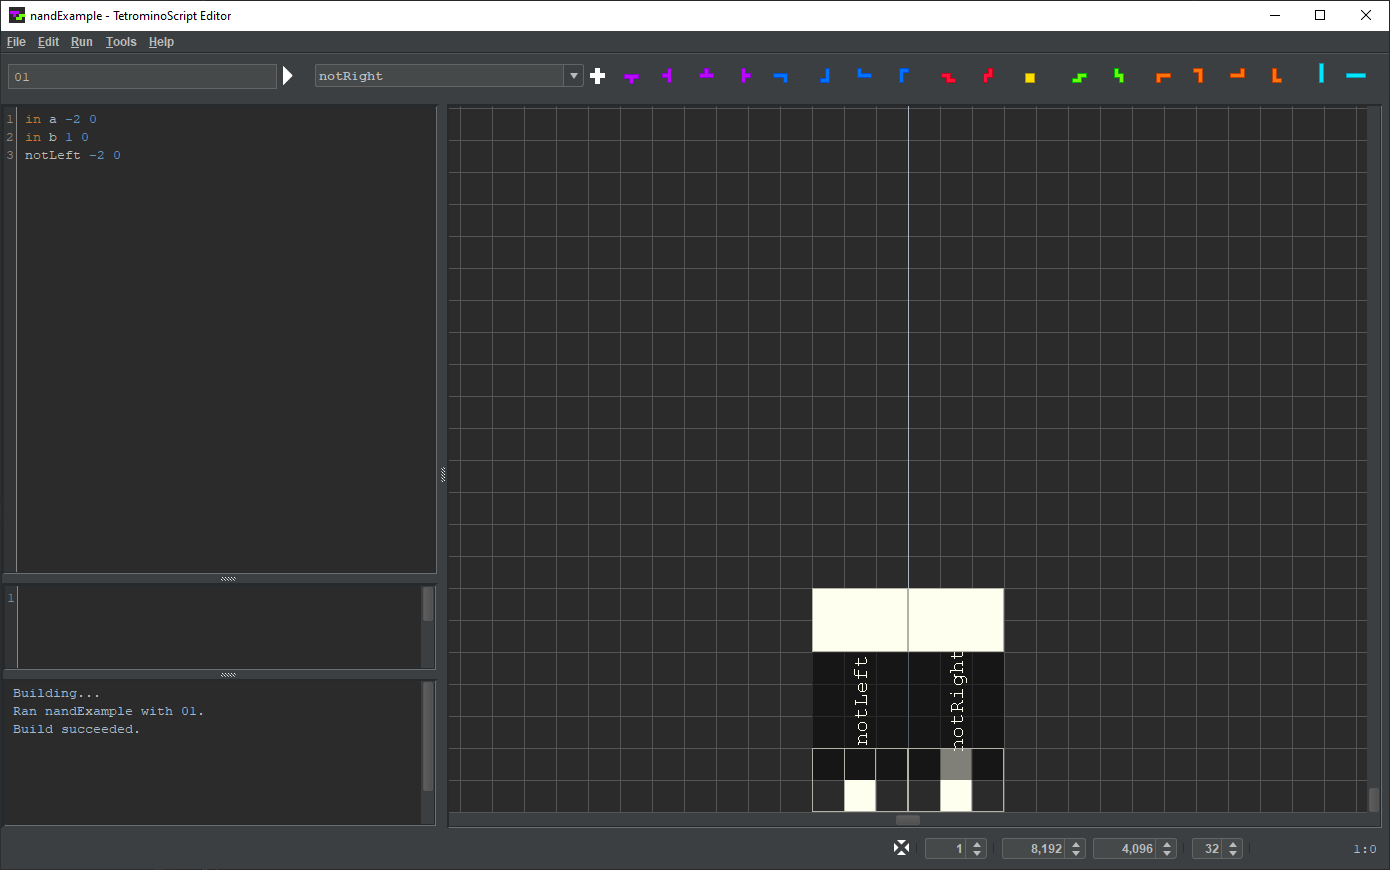 nandExample - TetrominoScript Editor
File Edit Run Tools Help
01
notRight
1 in a -2 0
2 in b 1 0
3 notLeft -2 0
notLeft
notRight
1
Building...
Ran nandExample with 01.
Build succeeded.
1 8,192 4,096 32 1:0